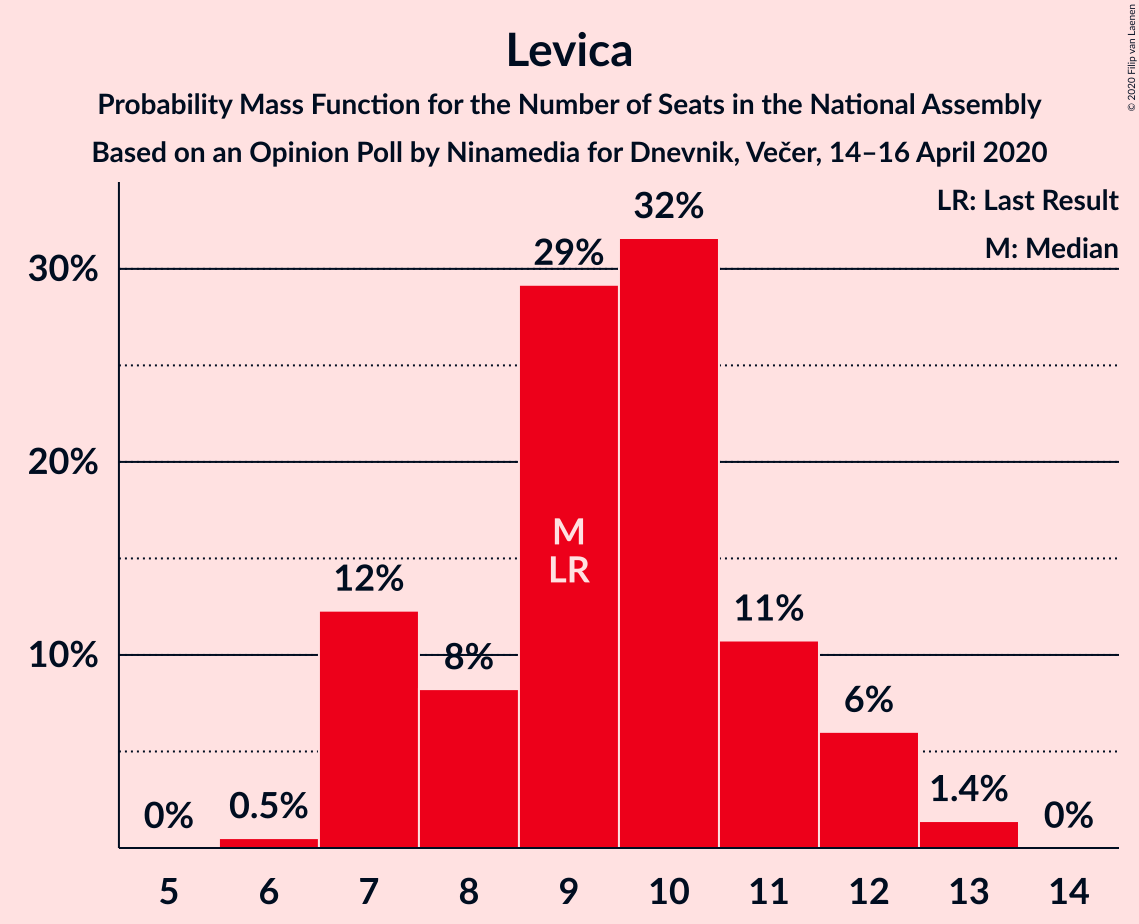 Levica
Probability Mass Function for the Number of Seats in the National Assembly
Based on an Opinion Poll by Ninamedia for Dnevnik, Večer, 14–16 April 2020
© 2020 Filip van Laenen
LR: Last Result
M: Median
30%
20%
10%
0%
0.5%
12%
8%
29%
32%
11%
6%
1.4%
0%
M
LR
5 6 7 8 9 10 11 12 13 14